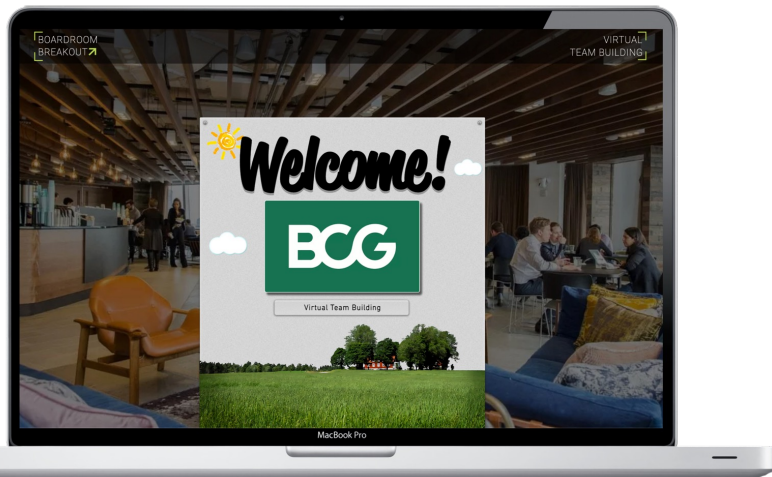 BOARDROOM
BREAKOUT
VIRTUAL
TEAM BUILDING
Welcome!
BCG
Virtual Team Building
MacBook Pro